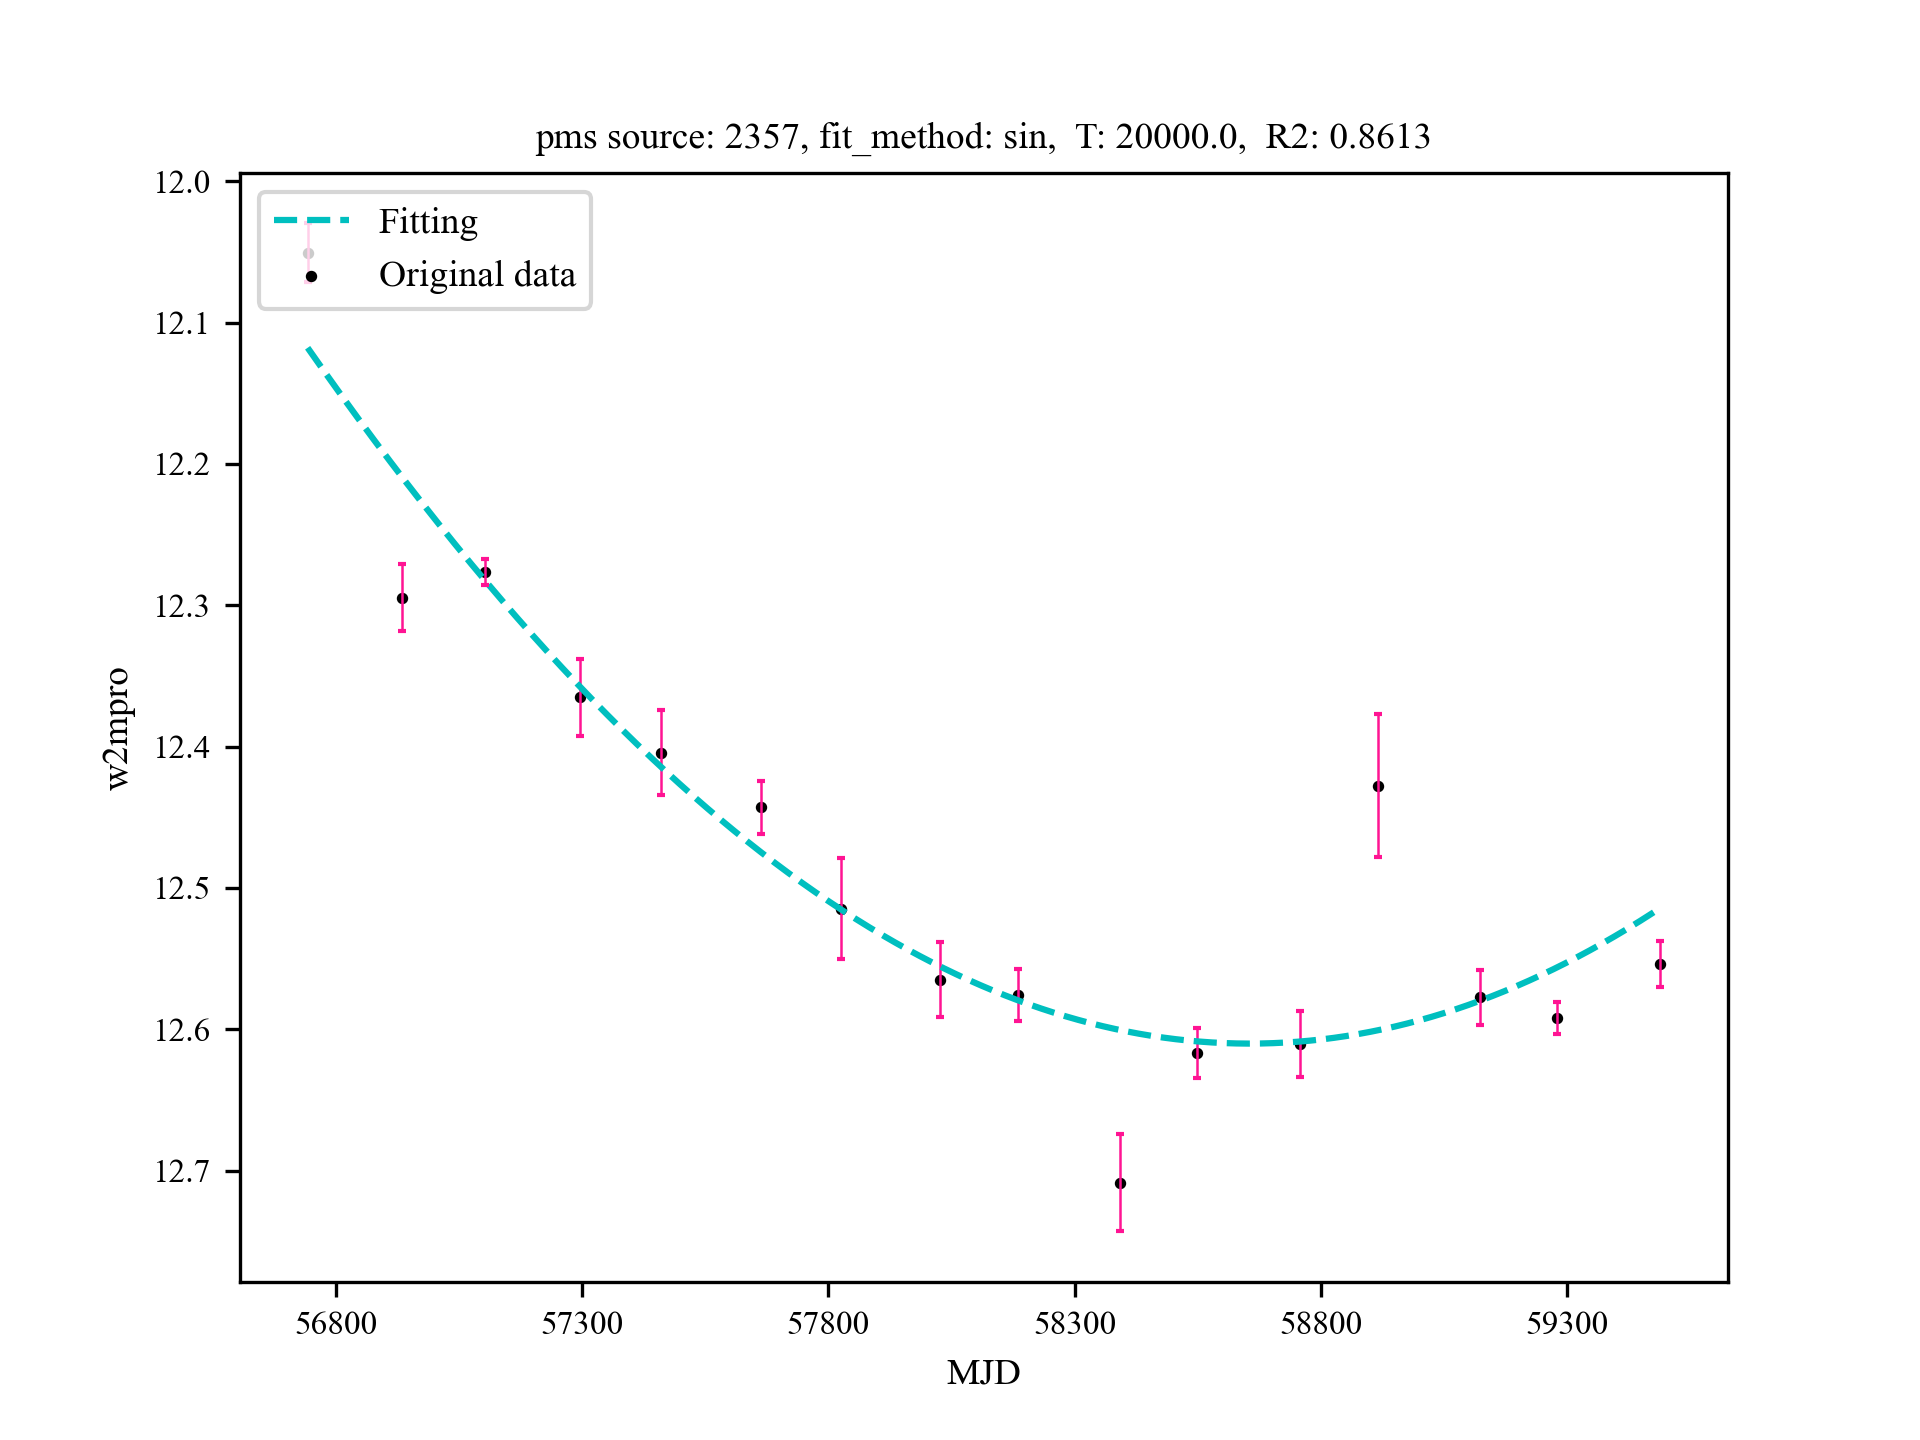 pms source: 2357, fit_method: sin,  T: 20000.0,  R2: 0.8613
Fitting
Original data
12.0
12.1
12.2
12.3
12.4
12.5
12.6
12.7
w2mpro
56800
57300
57800
58300
58800
59300
MJD